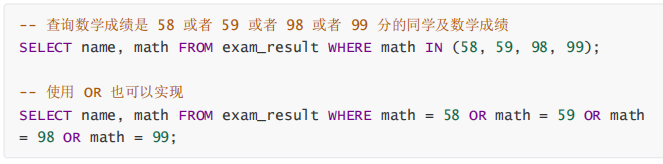 -- 查询数学成绩是 58 或者 59 或者 98 或者 99 分的同学及数学成绩
SELECT name, math FROM exam_result WHERE math IN (58, 59, 98, 99);
-- 使用 OR 也可以实现
SELECT name, math FROM exam_result WHERE math = 58 OR math = 59 OR math
= 98 OR math = 99;